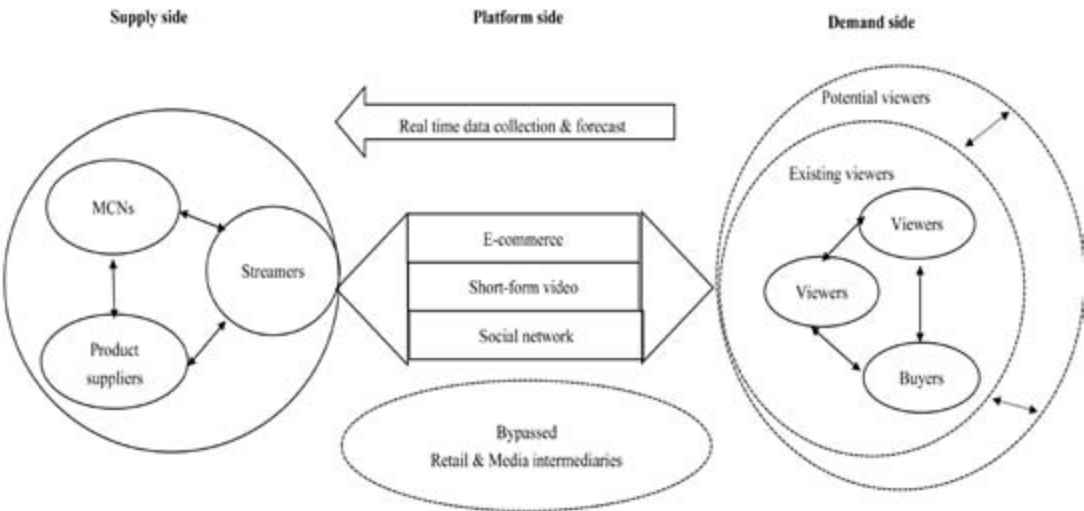 Supply side
Platform side
Demand side
Potential viewers
Real time data collection & forecast
Existing viewers
MCNs
Viewers
E-commerce
Streamers
Short-form video
Viewers
Social network
Product
suppliers
Buyers
Bypassed
Retail & Media intermediaries